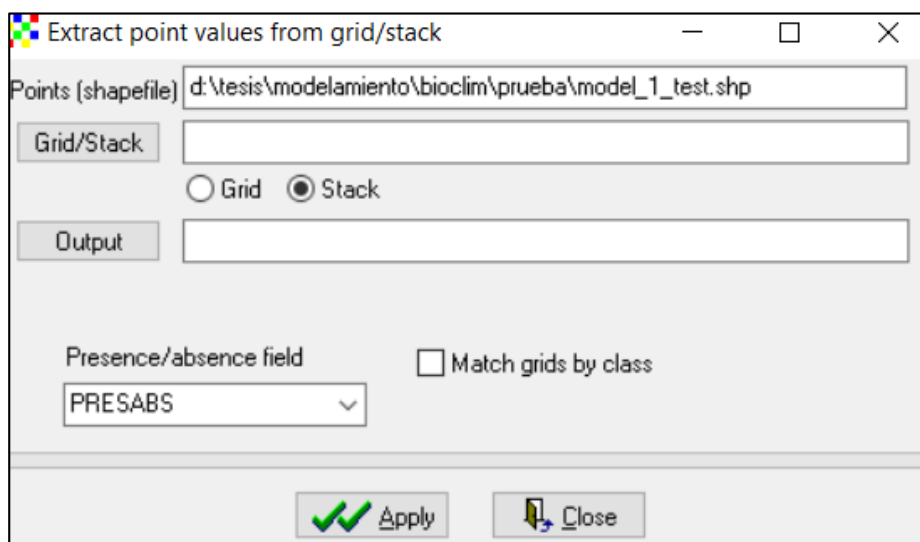 Extract point values from grid/stack
Points (shapefile) d:\tesis\modelamiento\bioclim\prueba\model_1_test.shp
Grid/Stack
Grid Stack
Output
Presence/absence field Match grids by class
PRESABS
Apply Close